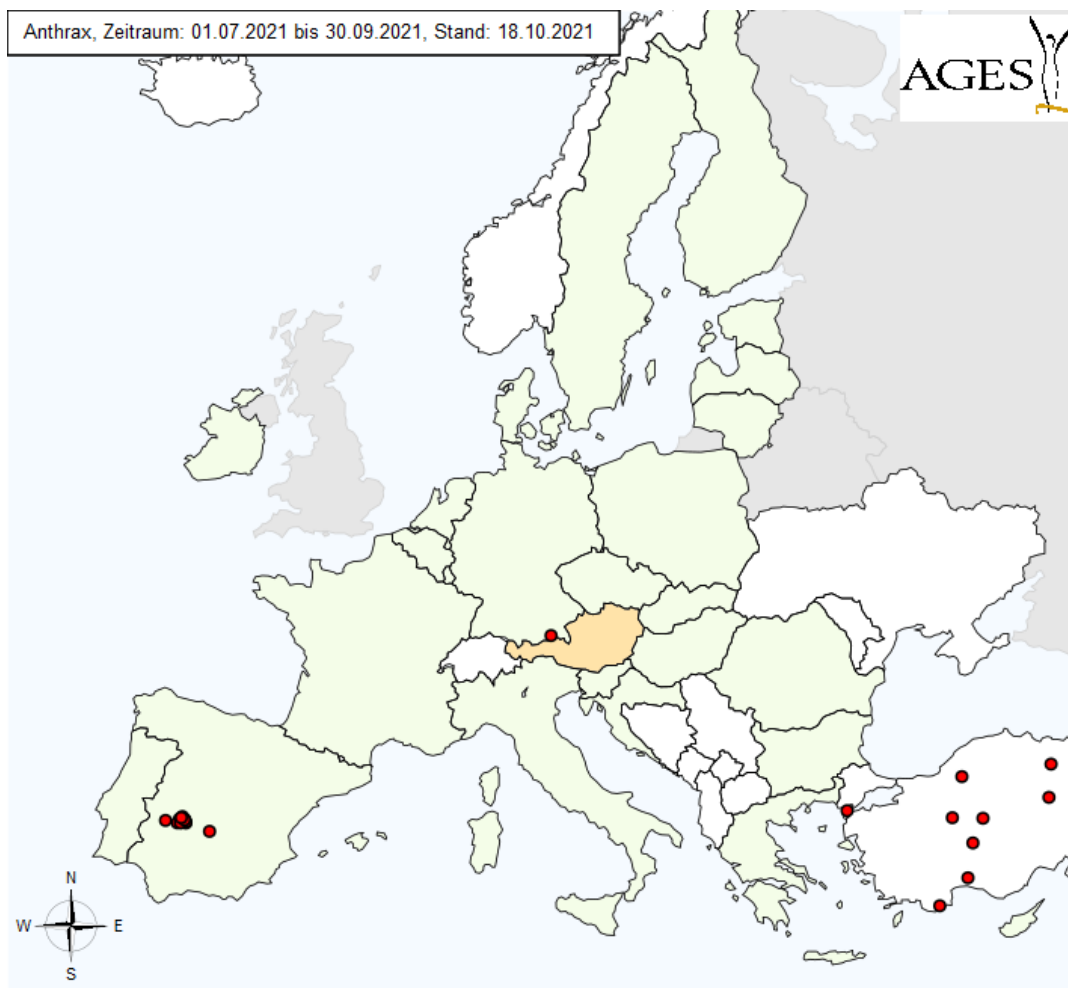 Anthrax, Zeitraum: 01.07.2021 bis 30.09.2021, Stand: 18.10.2021
AGES
N
W E
S